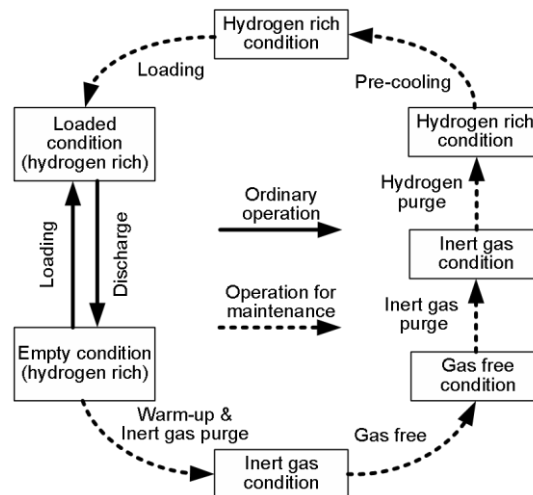 Hydrogen rich
condition
Loading
Pre-cooling
Loaded
condition
(hydrogen rich)
Hydrogen rich
condition
Hydrogen
purge
Ordinary
operation
Loading
Discharge
Inert gas
condition
Operation for
maintenance
Inert gas
purge
Empty condition
(hydrogen rich)
Gas free
condition
Warm-up &
Inert gas purge
Gas free
Inert gas
condition